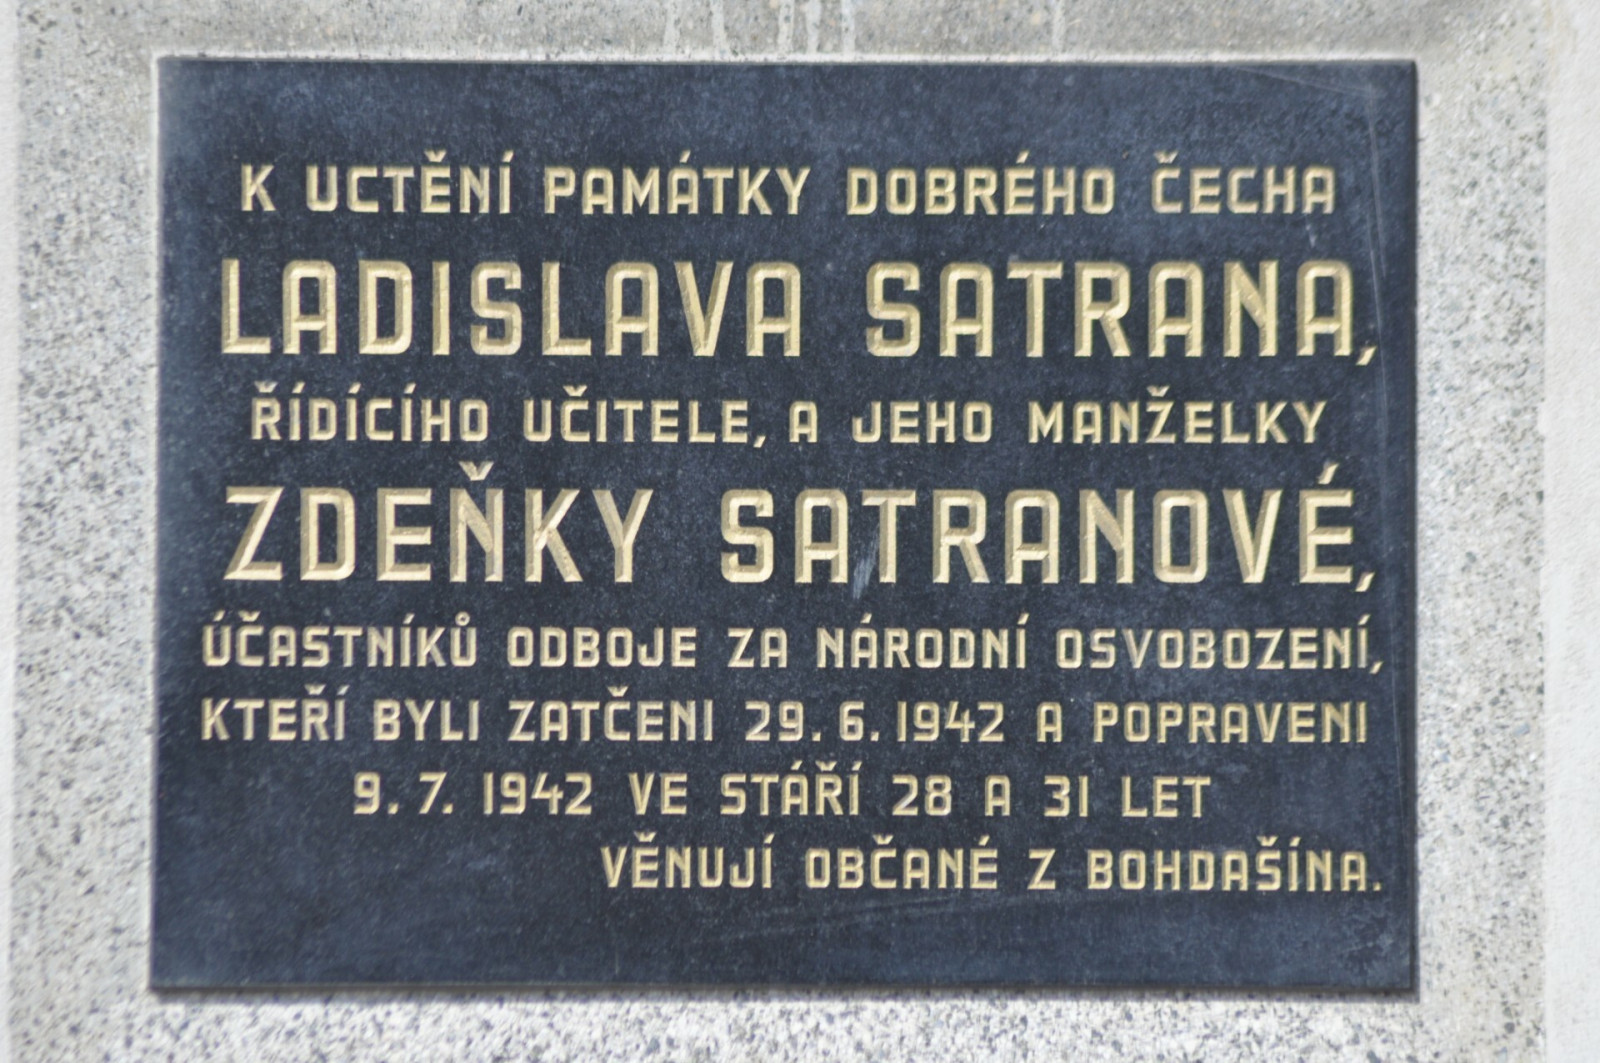 K UCTĚNÍ PAMÁTKY DOBRÉHO ČECHA
LADISLAVA SATRANA,
ŘÍDÍCÍHO UČITELE, A JEHO MANŽELKY
ZDEŇKY SATRANOVÉ,
ÚČASTNÍKŮ ODBOJE ZA NÁRODNÍ OSVOBOZENÍ,
KTEŘÍ BYLI ZATČENI 29. 6. 1942 A POPRAVENI
9. 7. 1942 VE STÁŘÍ 28 A 31 LET
VĚNUJÍ OBČANÉ Z BOHDAŠÍNA.